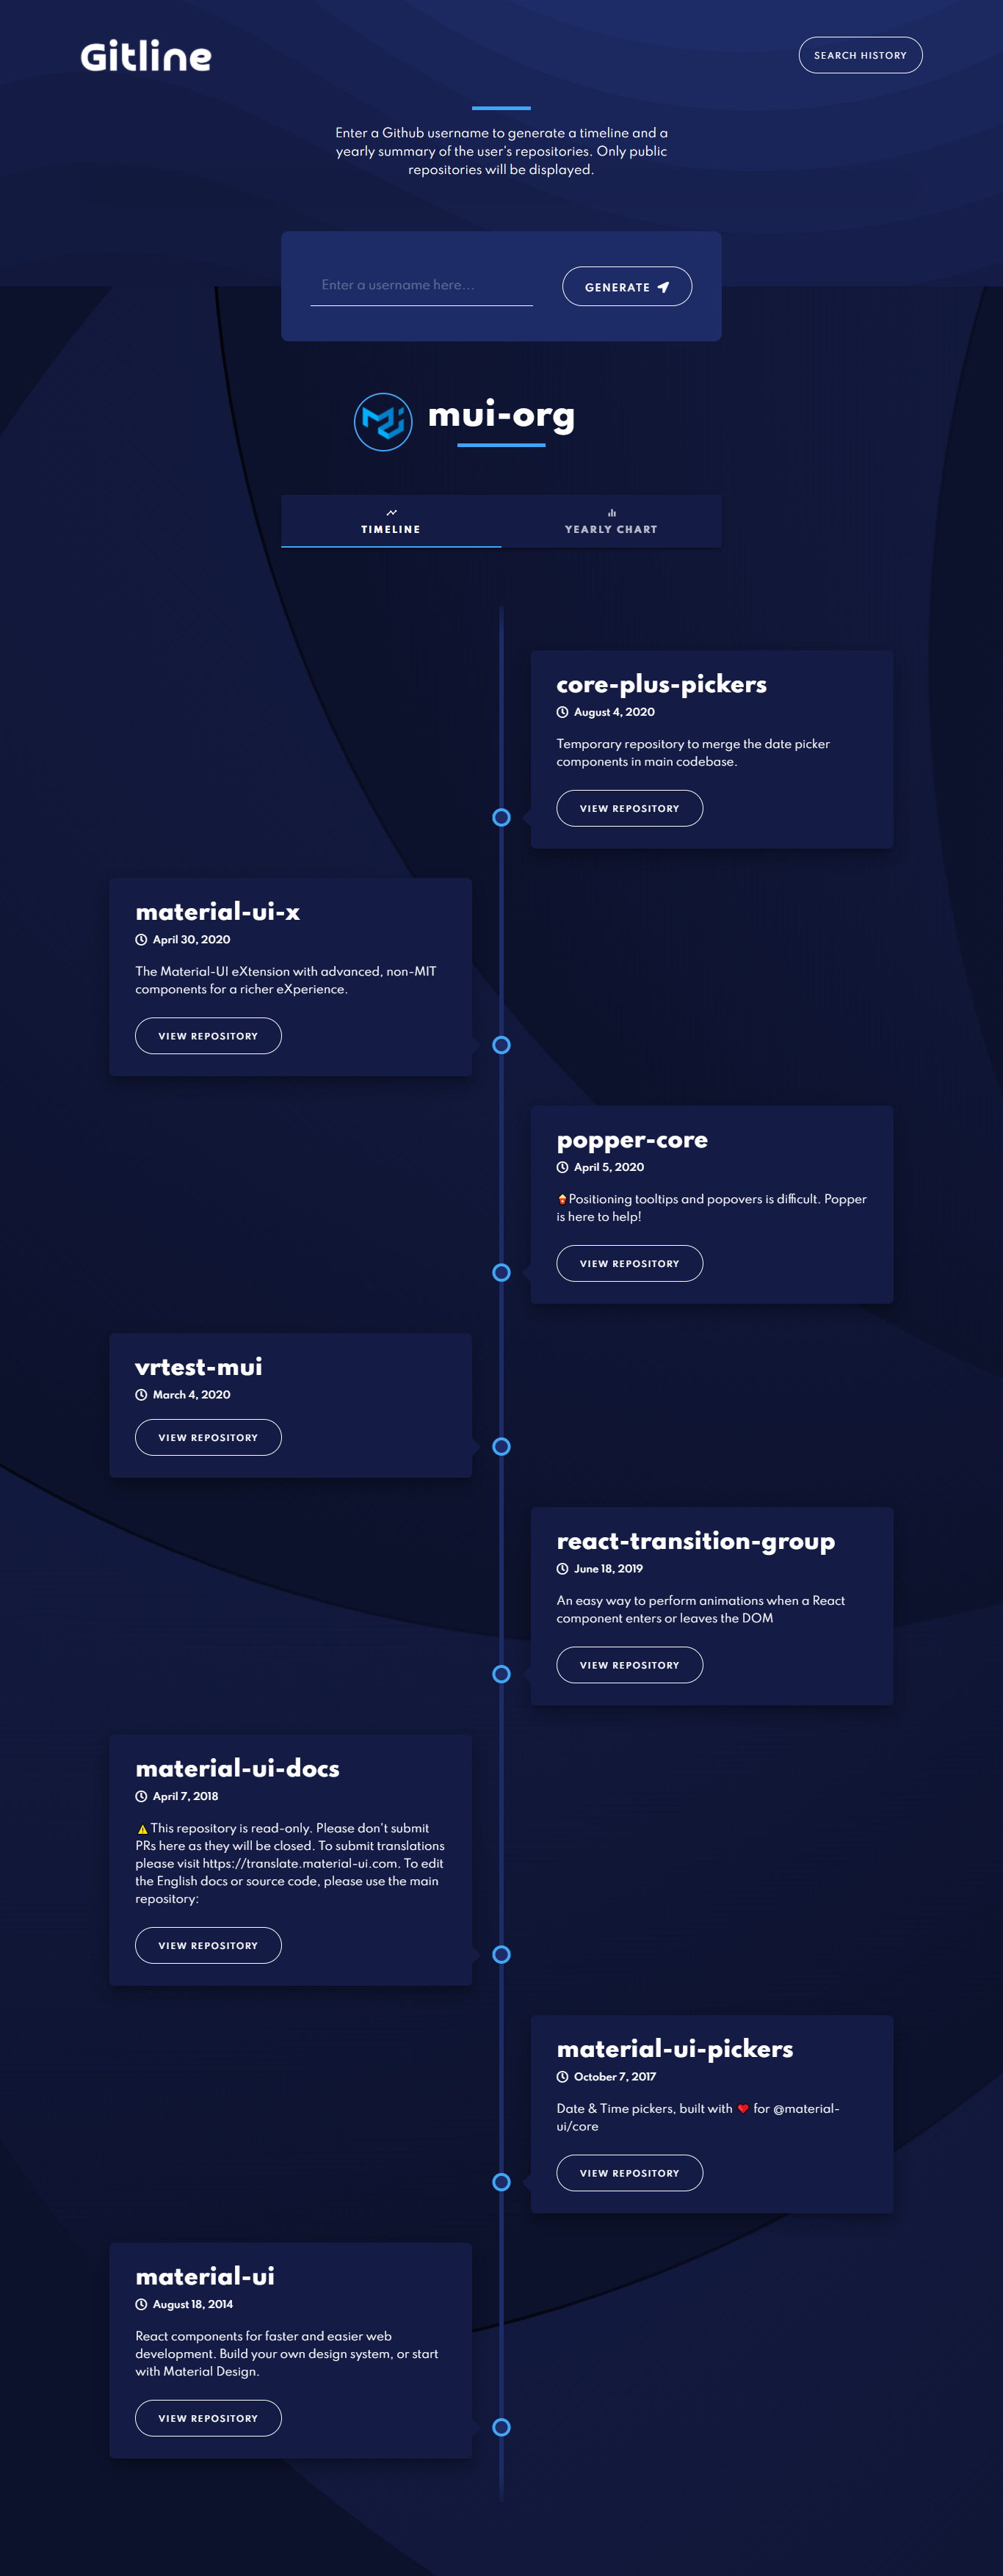 Gitline
SEARCH HISTORY
Enter a Github username to generate a timeline and a
yearly summary of the user's repositories. Only public
repositories will be displayed.
Enter a username here...
GENERATE
mui-org
TIMELINE
YEARLY CHART
core-plus-pickers
August 4, 2020
Temporary repository to merge the date picker
components in main codebase.
VIEW REPOSITORY
material-ui-x
April 30, 2020
The Material-UI eXtension with advanced, non-MIT
components for a richer eXperience.
VIEW REPOSITORY
popper-core
April 5, 2020
🍿Positioning tooltips and popovers is difficult. Popper
is here to help!
VIEW REPOSITORY
vrtest-mui
March 4, 2020
VIEW REPOSITORY
react-transition-group
June 18, 2019
An easy way to perform animations when a React
component enters or leaves the DOM
VIEW REPOSITORY
material-ui-docs
April 7, 2018
⚠️This repository is read-only. Please don't submit
PRs here as they will be closed. To submit translations
please visit https://translate.material-ui.com. To edit
the English docs or source code, please use the main
repository:
VIEW REPOSITORY
material-ui-pickers
October 7, 2017
Date & Time pickers, built with ❤️ for @material-
ui/core
VIEW REPOSITORY
material-ui
August 18, 2014
React components for faster and easier web
development. Build your own design system, or start
with Material Design.
VIEW REPOSITORY